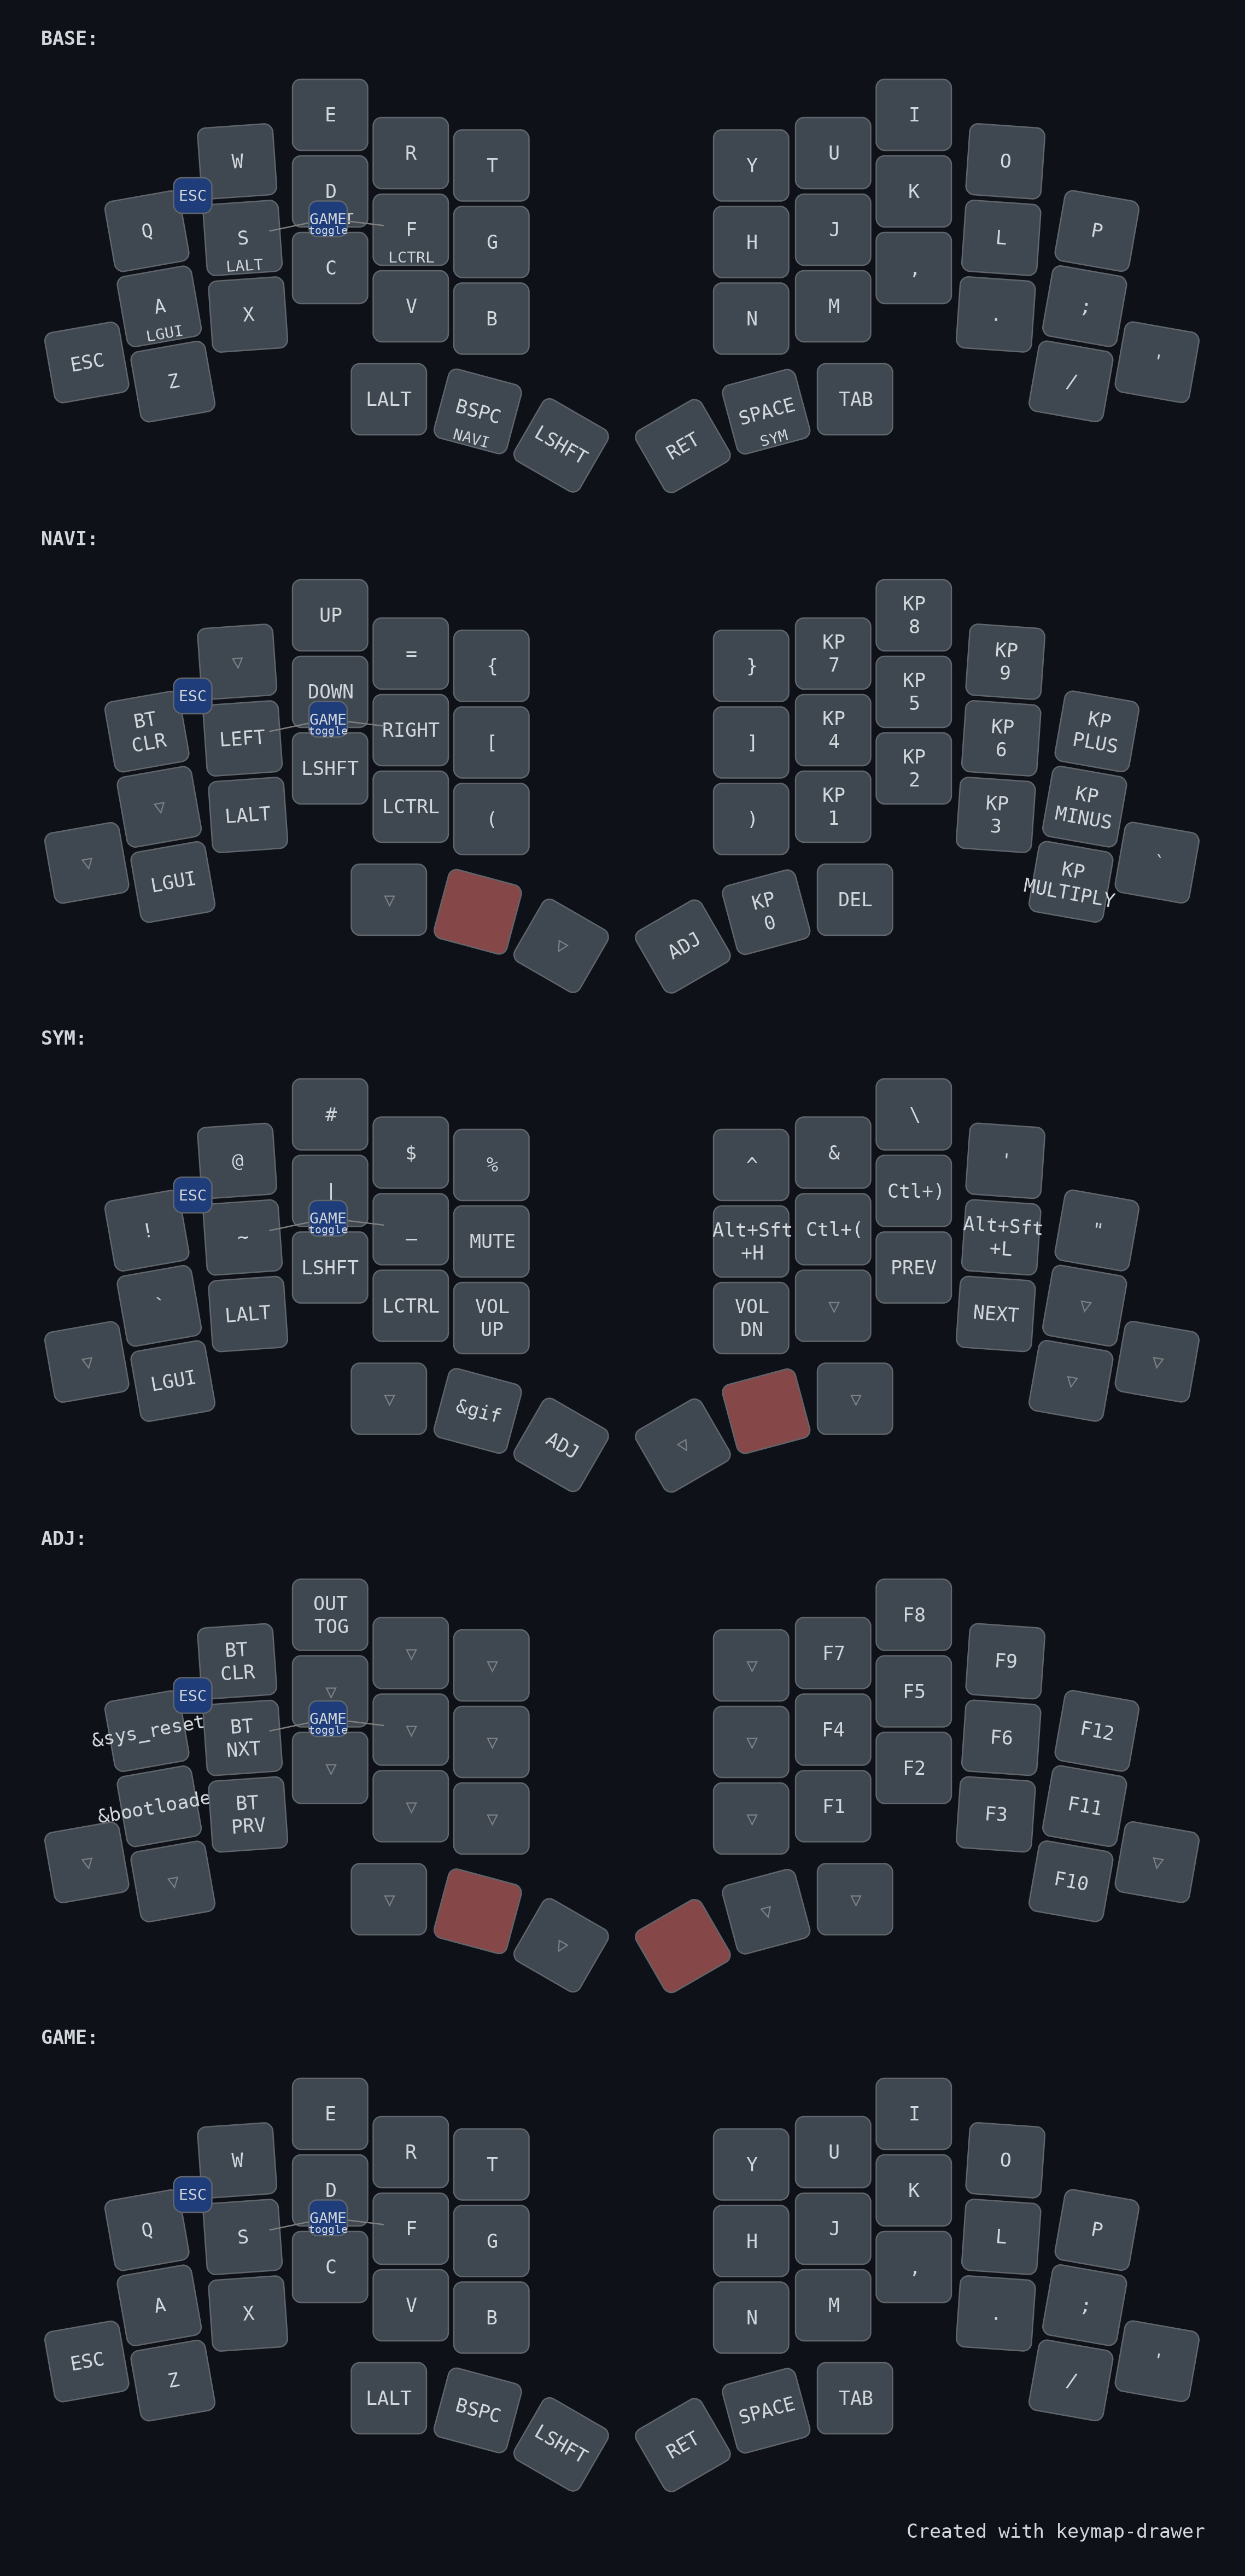 BASE:
E
I
R
U
W
O
T
Y
D
K
ESC
Q
P
GAME
toggle
F
LCTRL
J
S
LALT
L
G
H
C
,
A
LGUI
;
V
M
X
.
B
N
ESC
'
Z
/
LALT
TAB
BSPC
NAVI
SPACE
SYM
LSHFT
RET
NAVI:
UP
KP
8
=
KP
7
▽
KP
9
{
}
DOWN
KP
5
ESC
BT
CLR
KP
PLUS
GAME
toggle
RIGHT
KP
4
LEFT
KP
6
[
]
LSHFT
KP
2
▽
KP
MINUS
LCTRL
KP
1
LALT
KP
3
(
)
▽
`
LGUI
KP
MULTIPLY
▽
DEL
KP
0
▽
ADJ
SYM:
#
\
$
&
@
'
%
^
|
Ctl+)
ESC
!
"
GAME
toggle
_
Ctl+(
~
Alt+Sft
+L
MUTE
Alt+Sft
+H
LSHFT
PREV
`
▽
LCTRL
▽
LALT
NEXT
VOL
UP
VOL
DN
▽
▽
LGUI
▽
▽
▽
&gif
ADJ
▽
ADJ:
OUT
TOG
F8
▽
F7
BT
CLR
F9
▽
▽
▽
F5
ESC
&sys_reset
F12
GAME
toggle
▽
F4
BT
NXT
F6
▽
▽
▽
F2
&bootloade
F11
▽
F1
BT
PRV
F3
▽
▽
▽
▽
▽
F10
▽
▽
▽
▽
GAME:
E
I
R
U
W
O
T
Y
D
K
ESC
Q
P
GAME
toggle
F
J
S
L
G
H
C
,
A
;
V
M
X
.
B
N
ESC
'
Z
/
LALT
TAB
BSPC
SPACE
LSHFT
RET
Created with keymap-drawer